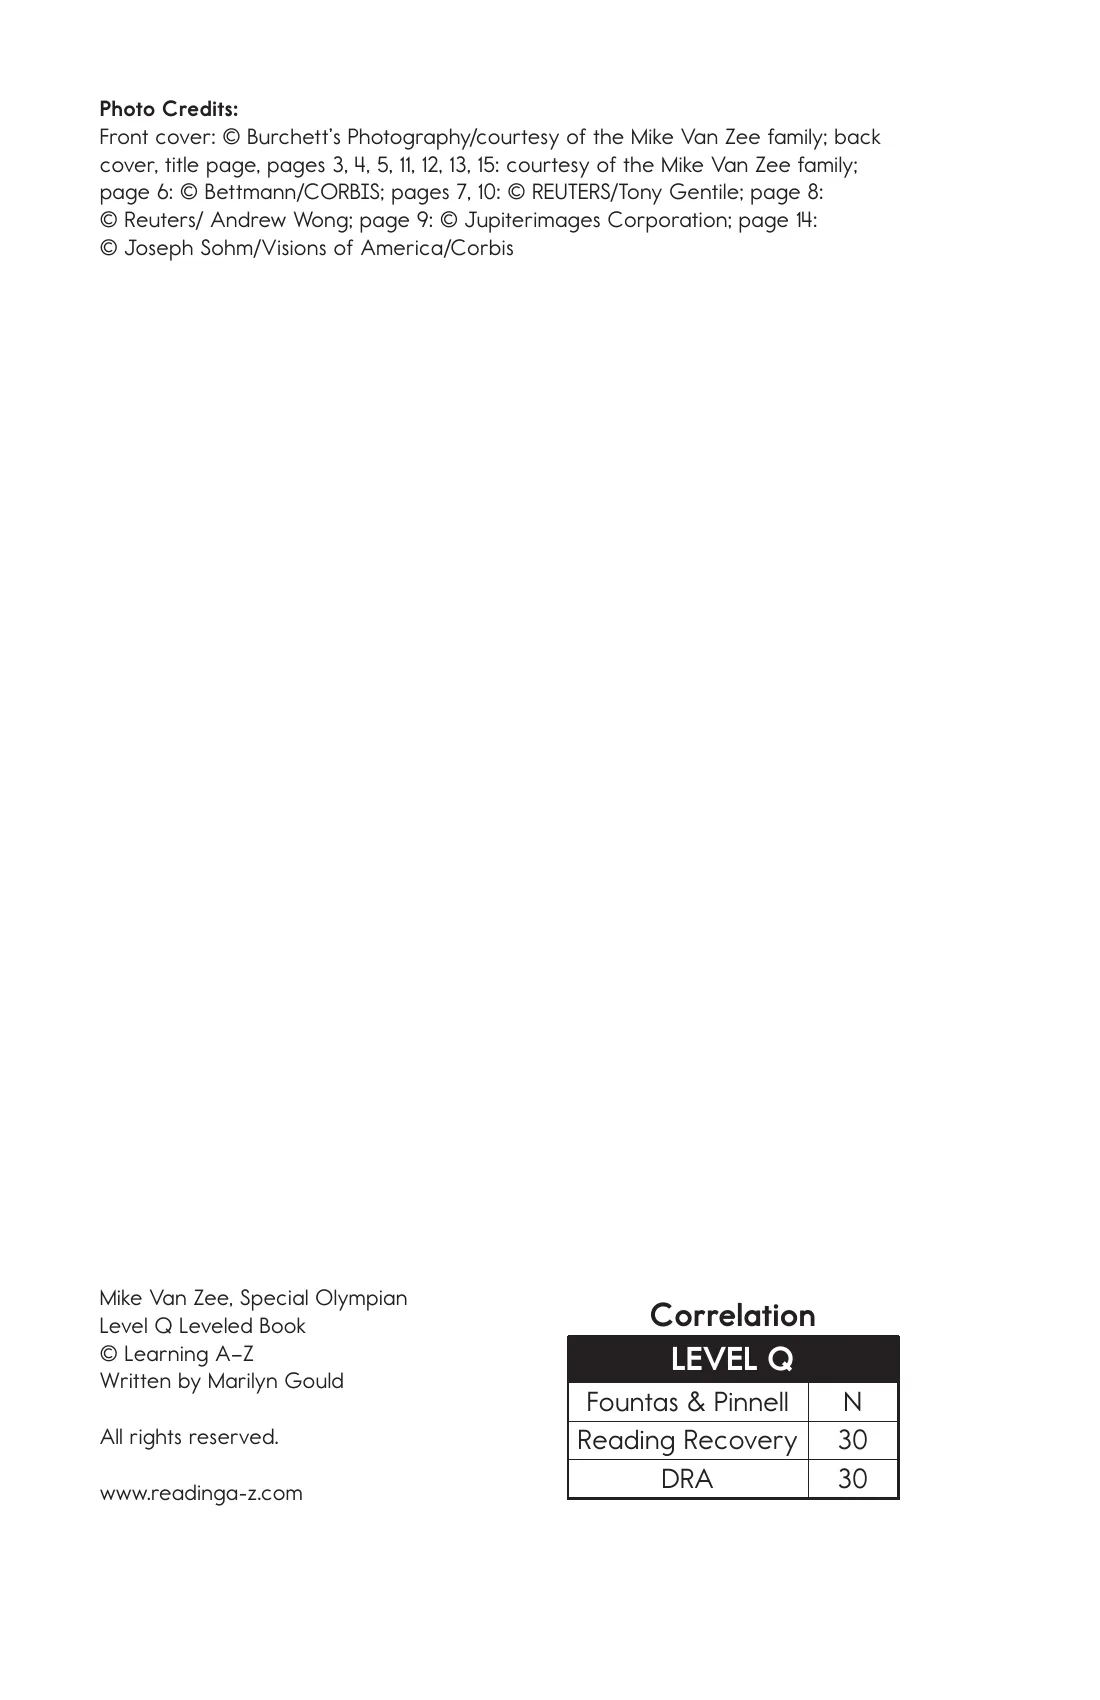 Photo Credits:
Front cover: © Burchett’s Photography/courtesy of the Mike Van Zee family; back
cover, title page, pages 3, 4, 5, 11, 12, 13, 15: courtesy of the Mike Van Zee family;
page 6: © Bettmann/CORBIS; pages 7, 10: © REUTERS/Tony Gentile; page 8:
© Reuters/ Andrew Wong; page 9: © Jupiterimages Corporation; page 14:
© Joseph Sohm/Visions of America/Corbis
Mike Van Zee, Special Olympian
Level Q Leveled Book
© Learning A–Z
Written by Marilyn Gould
All rights reserved.
www.readinga-z.com
Correlation
LEVEL Q
Fountas & Pinnell N
Reading Recovery 30
DRA 30